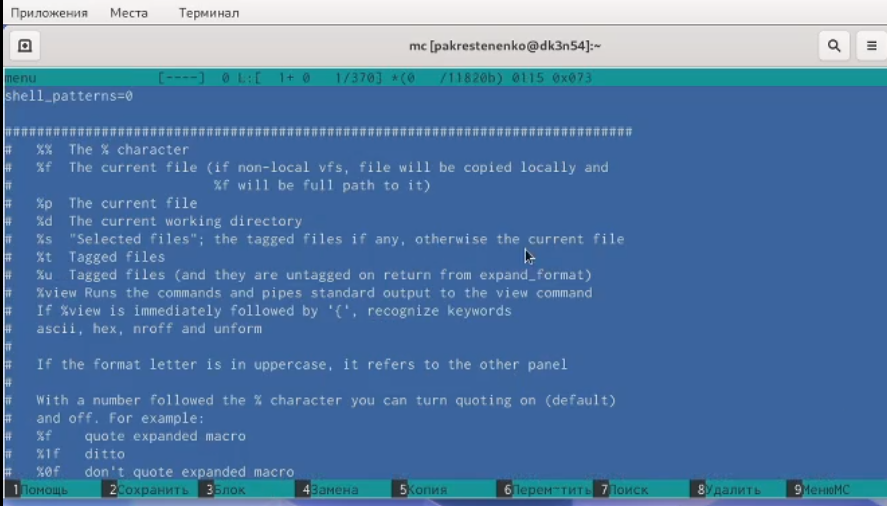 Приложения Места Терминал
mc [pakrestenenko@dk3n54]:~
menu [----] 0 L:[ 1+ 0 1/370] *(0 /11820b) 0115 0x073
shell_patterns=0
###############################################################################
# %% The % character
# %f The current file (if non-local vfs, file will be copied locally and
# %f will be full path to it)
# %p The current file
# %d The current working directory
# %s "Selected files"; the tagged files if any, otherwise the current file
# %t Tagged files
# %u Tagged files (and they are untagged on return from expand_format)
# %view Runs the commands and pipes standard output to the view command
# If %view is immediately followed by '{', recognize keywords
# ascii, hex, nroff and unform
#
# If the format letter is in uppercase, it refers to the other panel
#
# With a number followed the % character you can turn quoting on (default)
# and off. For example:
# %f quote expanded macro
# %1f ditto
# %0f don't quote expanded macro
1Помощь 2Сохранить 3Блок 4Замена 5Копия 6Перем~тить 7Поиск 8Удалить 9МенюMC